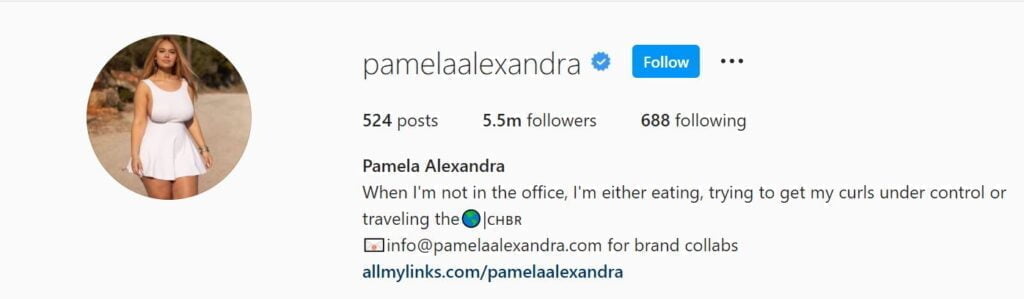 pamelaalexandra Follow
524 posts 5.5m followers 688 following
Pamela Alexandra
When I'm not in the office, I'm either eating, trying to get my curls under control or
traveling the🌎|ᴄʜʙʀ
📧info@pamelaalexandra.com for brand collabs
allmylinks.com/pamelaalexandra